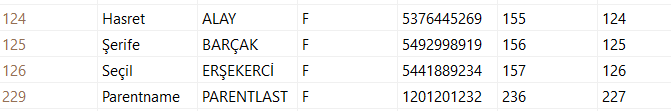 124 Hasret ALAY F 5376445269 155 124
125 Şerife BARÇAK F 5492998919 156 125
126 Seçil ERŞEKERCİ F 5441889234 157 126
229 Parentname PARENTLAST F 1201201232 236 227